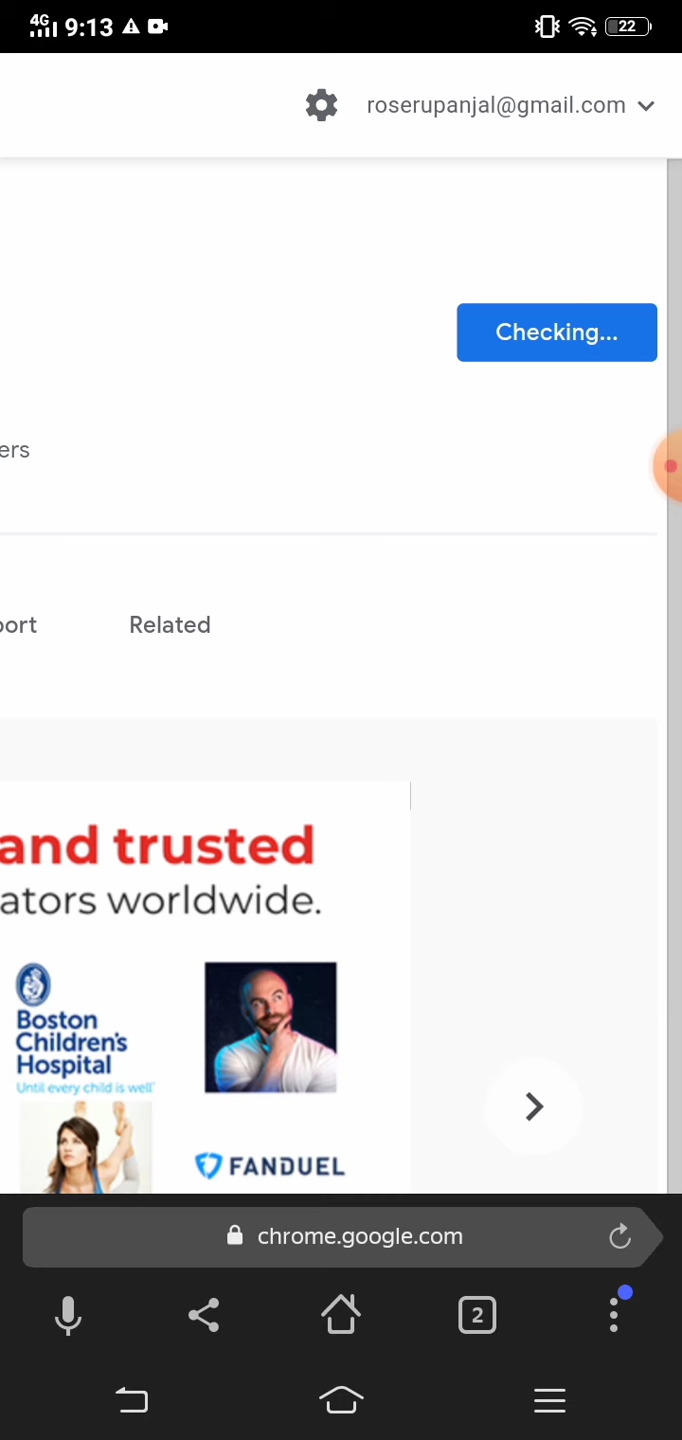 4G 9:13 22
roserupanjal@gmail.com
Checking...
ers
ort Related
and trusted
ators worldwide.
Boston
Children's
Hospital
Until every child is well
FANDUEL
chrome.google.com
2